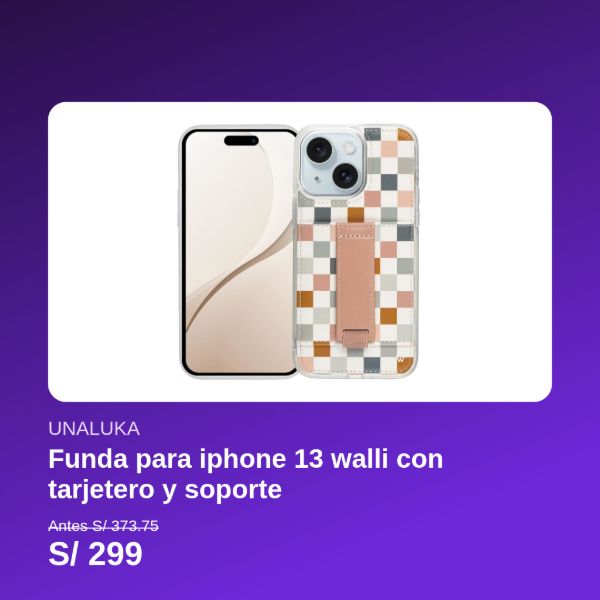 UNALUKA
Funda para iphone 13 walli con
tarjetero y soporte
Antes S/ 373.75
S/ 299